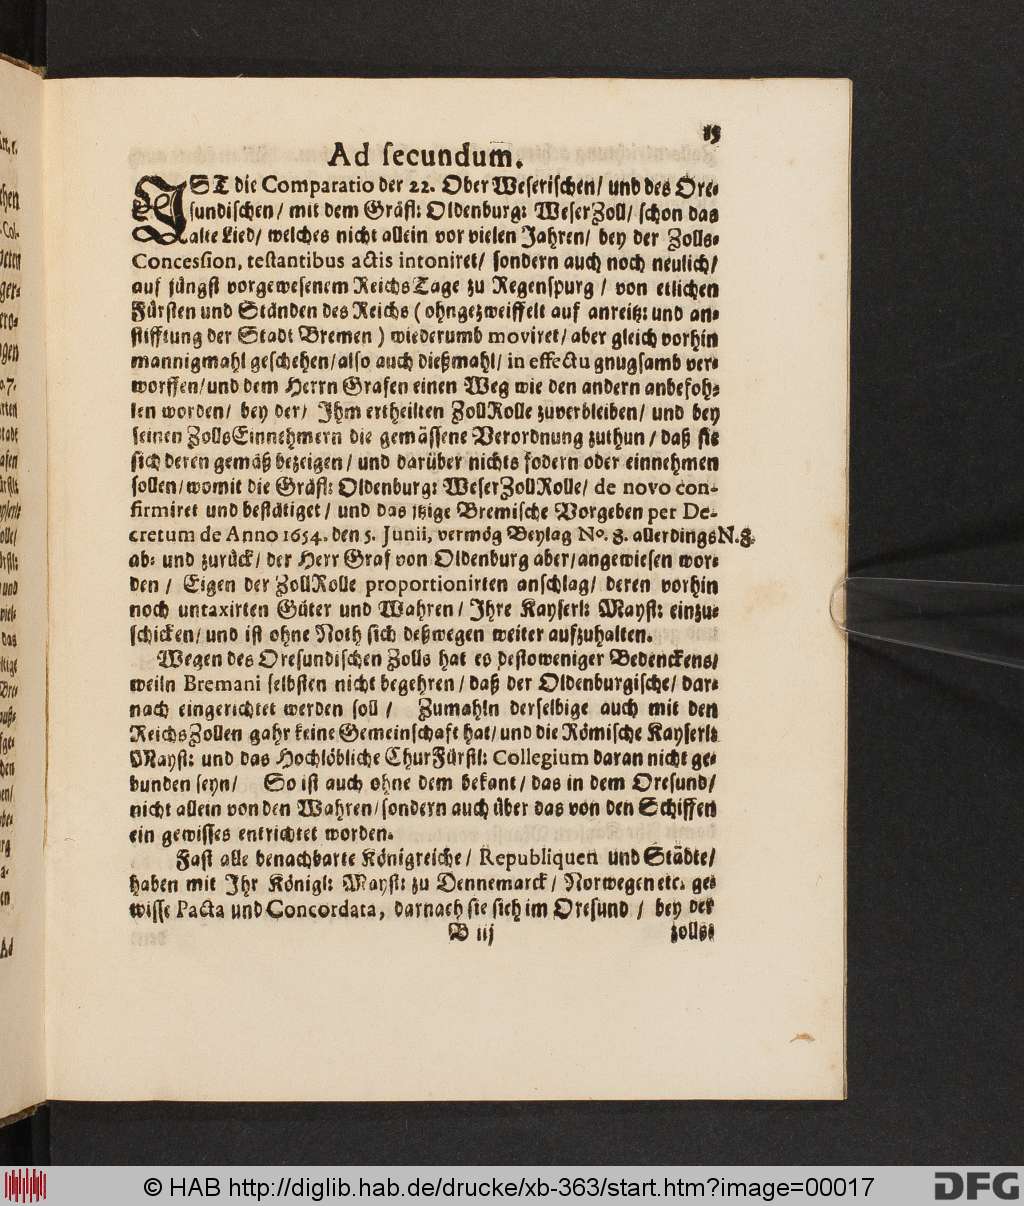 15
Ad secundum.
IST die Comparatio der 22. Ober Weserischen/ und des Ore-
sundischen/ mit dem Gräfl: Oldenburg: WeserZoll/ schon das
alte Lied/ welches nicht allein vor vielen Jahren/ bey der Zolls-
Concession, testantibus actis intoniret/ sondern auch noch neulich/
auf jüngst vorgewesenem ReichsTage zu Regenspurg/ von etlichen
Fürsten und Ständen des Reichs (ohngezweiffelt auf anreitz: und an-
stifftung der Stadt Bremen) wiederumb moviret/ aber gleich vorhin
mannigmahl geschehen/ also auch dießmahl/ in effectu gnugsamb ver-
worffen/ und dem Herrn Grafen einen Weg wie den andern anbefoh-
len worden/ bey der/ Ihm ertheilten ZollRolle zuverbleiben/ und bey
seinen ZollsEinnehmern die gemässene Verordnung zuthun/ daß sie
sich deren gemäß bezeigen/ und darüber nichts fodern oder einnehmen
sollen/ womit die Gräfl: Oldenburg: WeserZollRolle/ de novo con-
firmiret und bestätiget/ und das itzige Bremische Vorgeben per De-
cretum de Anno 1654. den 5. Junii, vermög Beylag N°. 8. allerdings N. 8.
ab- und zurück/ der Herr Graf von Oldenburg aber/ angewiesen wor-
den/ Eigen der ZollRolle proportionirten anschlag/ deren vorhin
noch untaxirten Güter und Wahren/ Ihre Kayserl: Mayst: einzu-
schicken/ und ist ohne Noth sich deßwegen weiter aufzuhalten.
Wegen des Oresundischen Zolls hat es destoweniger Bedenckens/
weiln Bremani selbsten nicht begehren/ daß der Oldenburgische/ dar-
nach eingerichtet werden soll/ Zumahln derselbige auch mit den
ReichsZollen gahr keine Gemeinschaft hat/ und die Römische Kayserl:
Mayst: und das Hochlöbliche ChurFürstl: Collegium daran nicht ge-
bunden seyn/ So ist auch ohne dem bekant/ das in dem Oresund/
nicht allein von den Wahren/ sondern auch über das von den Schiffen
ein gewisses entrichtet worden.
Fast alle benachbarte Königreiche/ Republiquen und Städte/
haben mit Ihr Königl: Mayst: zu Dennemarck/ Norwegen etc. ge-
wisse Pacta und Concordata, darnach sie sich im Oresund/ bey der
B iij zolls-
Ad
© HAB http://diglib.hab.de/drucke/xb-363/start.htm?image=00017
DFG